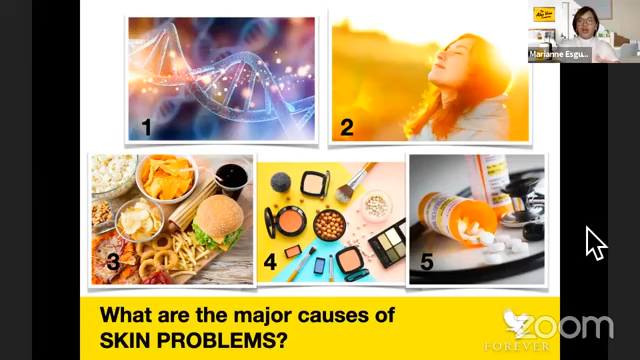 1
2
3
4
5
What are the major causes of
SKIN PROBLEMS?
FOREVER
zoom
Marianne Esgu...